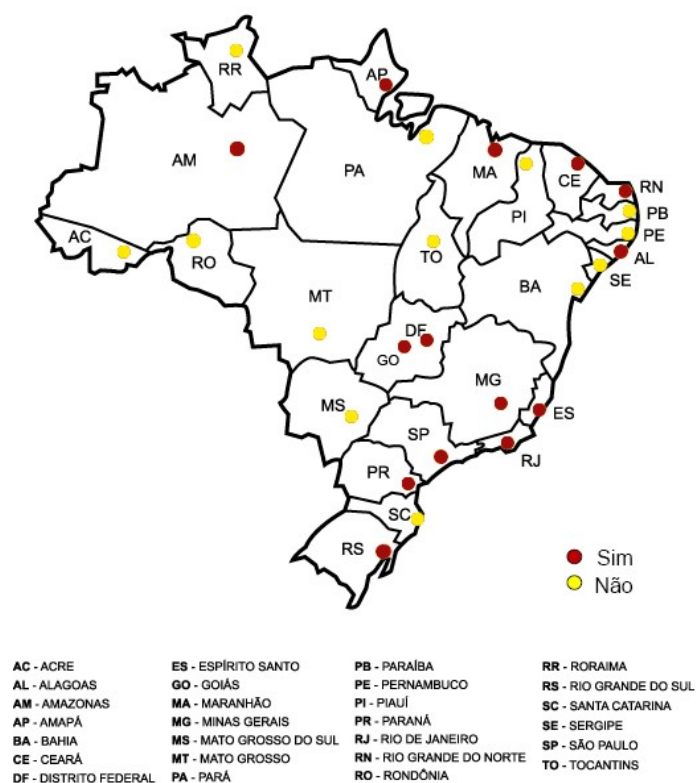 RR
AP
AM
PA
MA
CE
RN
PB
PI
PE
AC
AL
RO
TO
SE
BA
MT
DF
GO
MG
MS
ES
SP
RJ
PR
SC
RS
Sim
Não
AC - ACRE
AL - ALAGOAS
AM - AMAZONAS
AP - AMAPÁ
BA - BAHIA
CE - CEARÁ
DF - DISTRITO FEDERAL
ES - ESPÍRITO SANTO
GO - GOIÁS
MA - MARANHÃO
MG - MINAS GERAIS
MS - MATO GROSSO DO SUL
MT - MATO GROSSO
PA - PARÁ
PB - PARAÍBA
PE - PERNAMBUCO
PI - PIAUÍ
PR - PARANÁ
RJ - RIO DE JANEIRO
RN - RIO GRANDE DO NORTE
RO - RONDÔNIA
RR - RORAIMA
RS - RIO GRANDE DO SUL
SC - SANTA CATARINA
SE - SERGIPE
SP - SÃO PAULO
TO - TOCANTINS